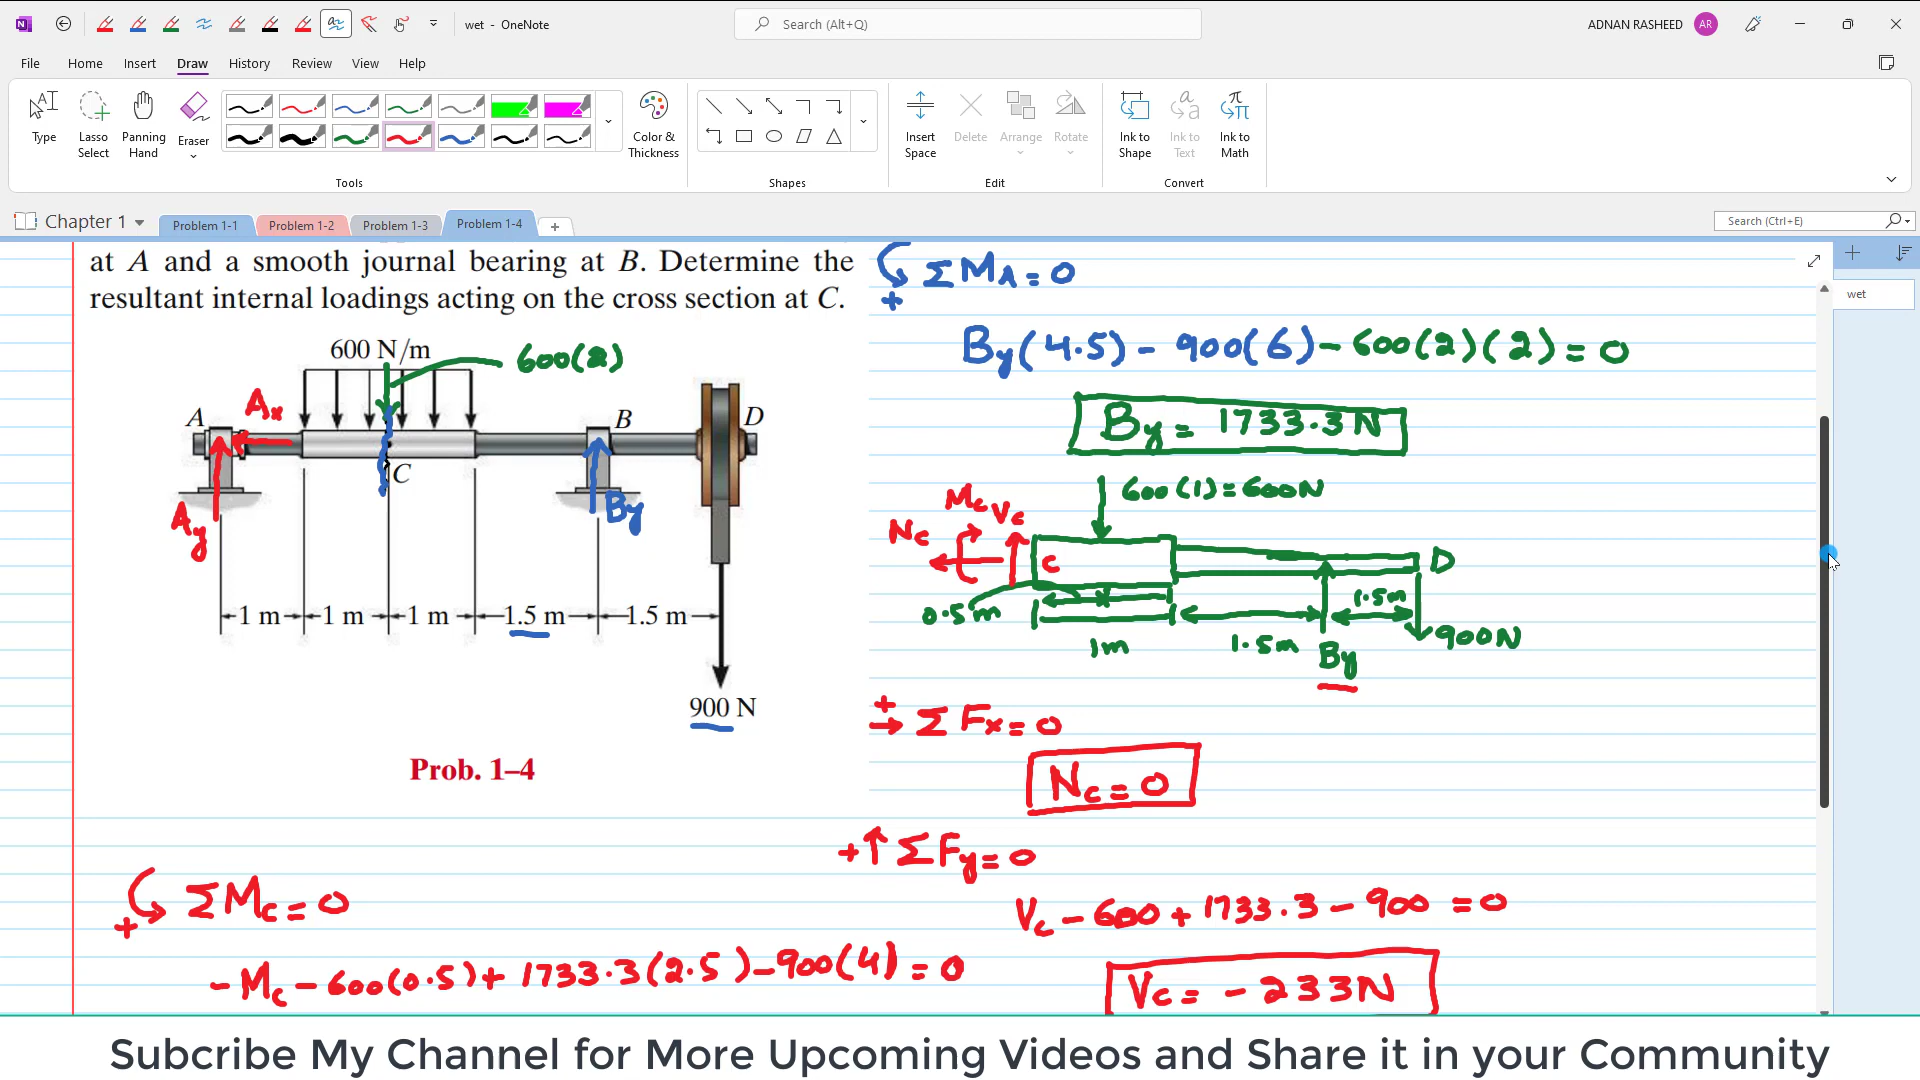 wet - OneNote
Search (Alt+Q)
ADNAN RASHEED
AR
File Home Insert Draw History Review View Help
Type
Lasso Select
Panning Hand
Eraser
Color & Thickness
Insert Space
Delete
Arrange
Rotate
Ink to Shape
Ink to Text
Ink to Math
Tools
Shapes
Edit
Convert
Chapter 1
Problem 1-1
Problem 1-2
Problem 1-3
Problem 1-4
Search (Ctrl+E)
wet
at A and a smooth journal bearing at B. Determine the
resultant internal loadings acting on the cross section at C.
600 N/m
600(2)
A
Ax
B
D
C
Ay
By
1 m 1 m 1 m 1.5 m 1.5 m
900 N
Prob. 1–4
+ ΣMA = 0
By(4.5) - 900(6) - 600(2)(2) = 0
By = 1733.3N
600(1) = 600N
Mc Vc
Nc
C
D
0.5m
1m
1.5m
1.5m
By
900N
+→ ΣFx = 0
Nc = 0
+↑ ΣFy = 0
Vc - 600 + 1733.3 - 900 = 0
Vc = - 233N
+ ΣMc = 0
- Mc - 600(0.5) + 1733.3(2.5) - 900(4) = 0
Subcribe My Channel for More Upcoming Videos and Share it in your Community